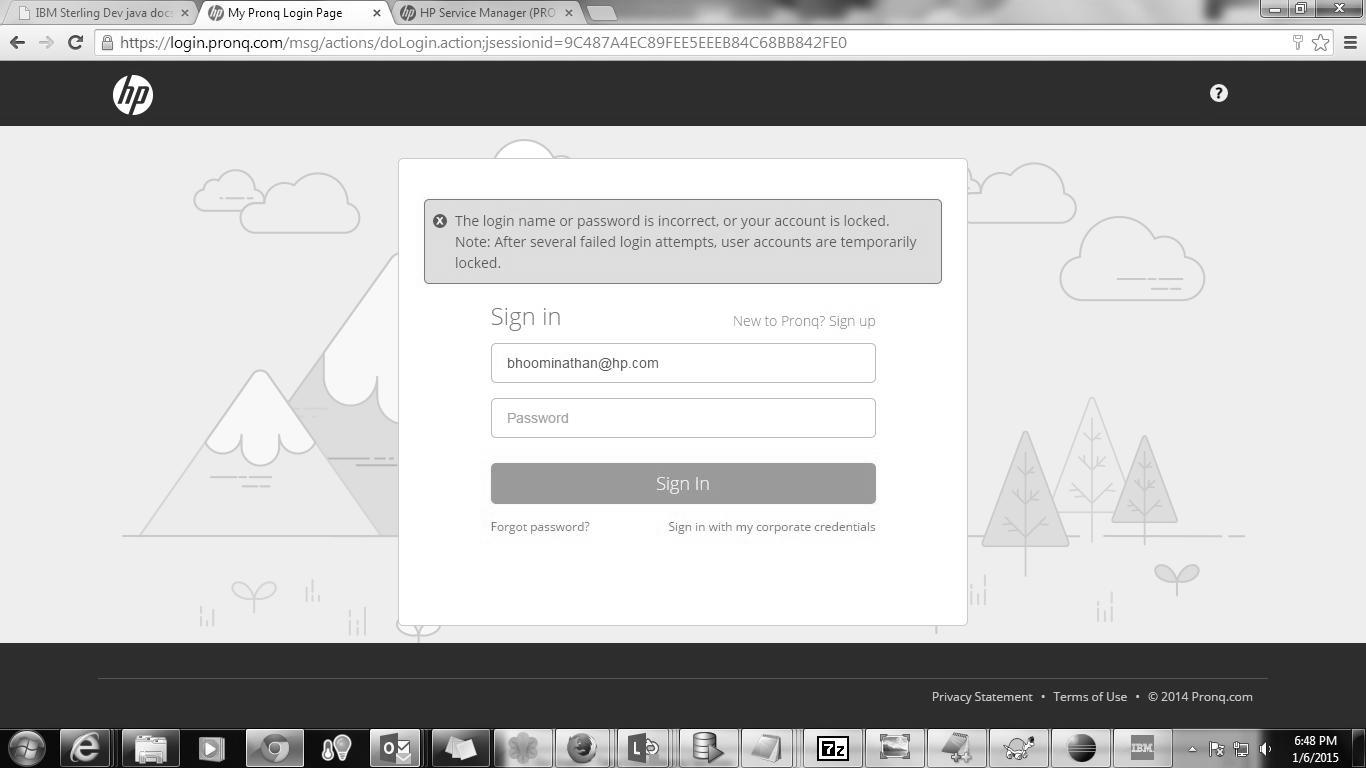 IBM Sterling Dev java docs
My Pronq Login Page
HP Service Manager (PRO
https://login.pronq.com/msg/actions/doLogin.action;jsessionid=9C487A4EC89FEE5EEEB84C68BB842FE0
hp
?
The login name or password is incorrect, or your account is locked.
Note: After several failed login attempts, user accounts are temporarily
locked.
Sign in
New to Pronq? Sign up
bhoominathan@hp.com
Password
Sign In
Forgot password?
Sign in with my corporate credentials
Privacy Statement • Terms of Use • © 2014 Pronq.com
7z
IBM
6:48 PM
1/6/2015